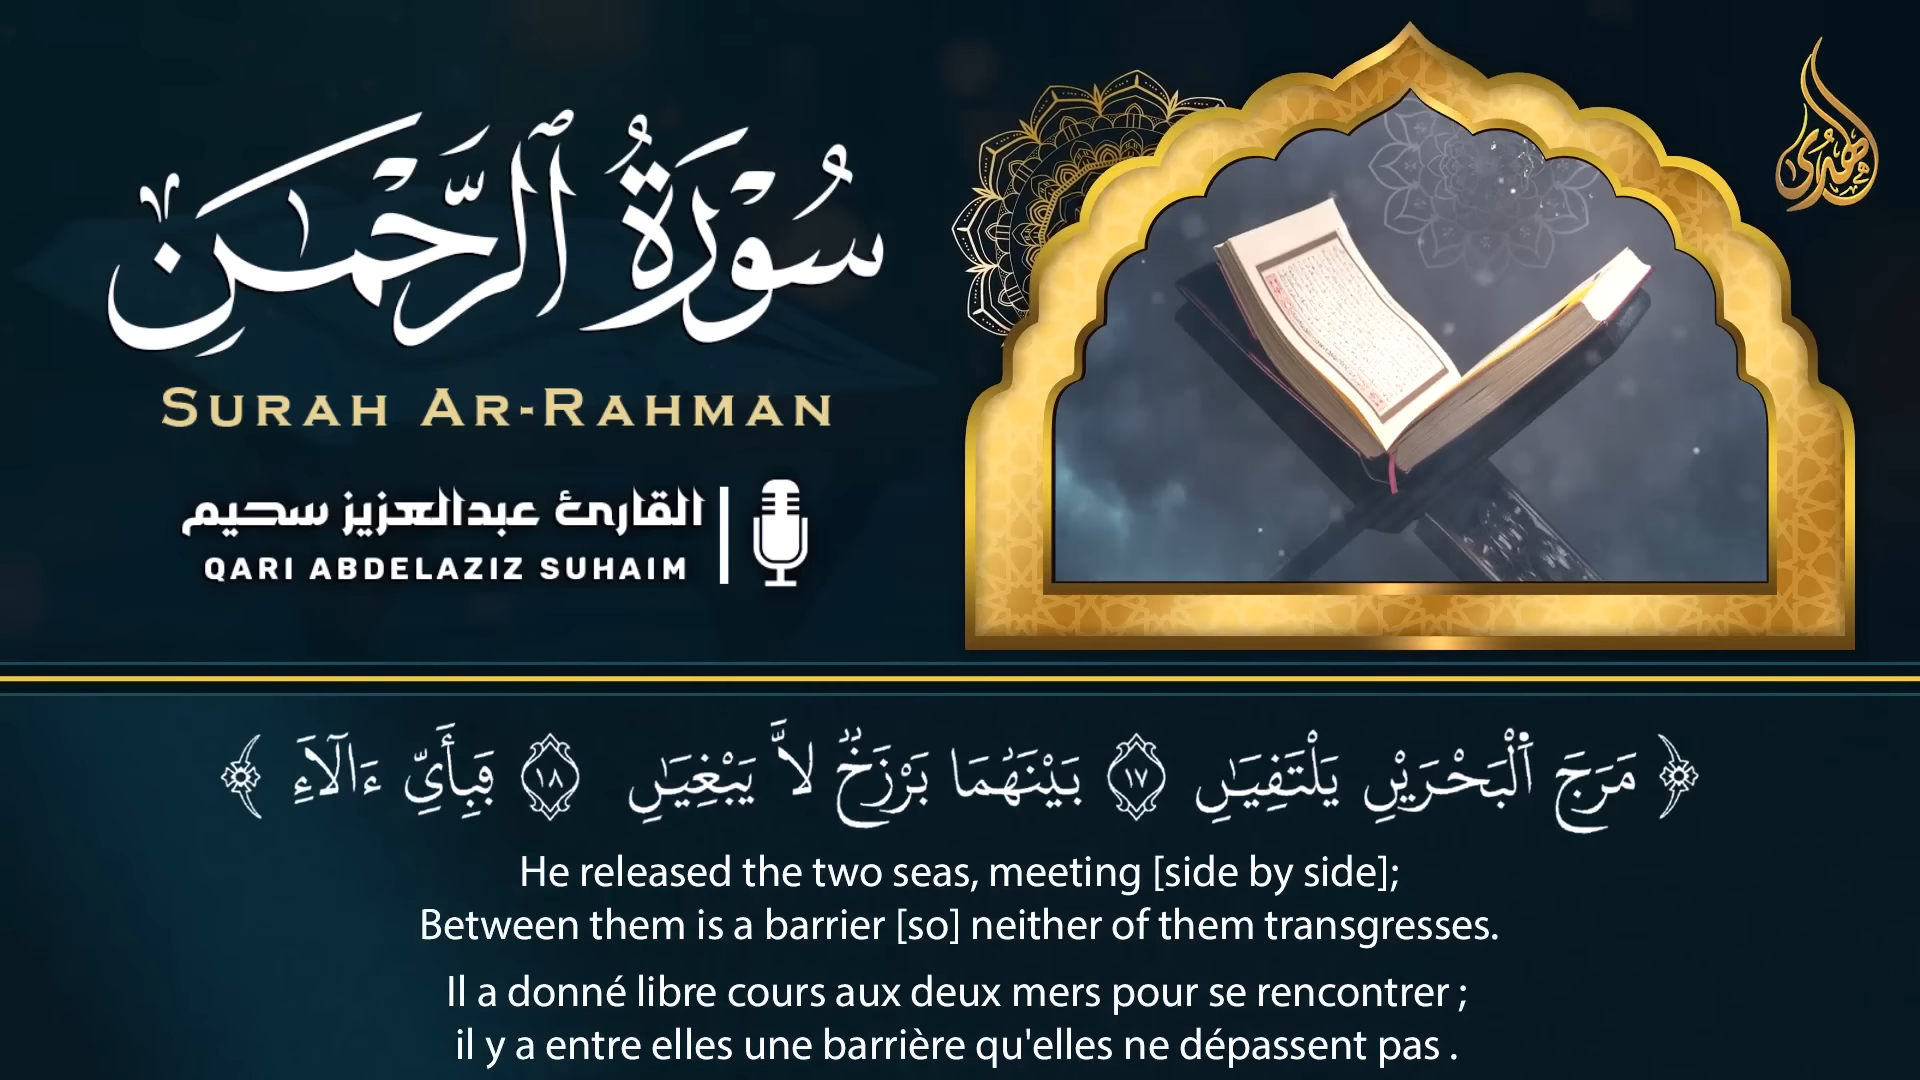 الهدى
سُورَةُ ٱلرَّحْمَٰنِ
SURAH AR-RAHMAN
القارئ عبدالعزيز سحيم
QARI ABDELAZIZ SUHAIM
﴿ مَرَجَ ٱلْبَحْرَيْنِ يَلْتَقِيَٰنِ ١٧ بَيْنَهُمَا بَرْزَخٌ لاَّ يَبْغِيَٰنِ ١٨ فَبِأَيِّ ءَالَآءِ ﴾
He released the two seas, meeting [side by side];
Between them is a barrier [so] neither of them transgresses.
Il a donné libre cours aux deux mers pour se rencontrer ;
il y a entre elles une barrière qu'elles ne dépassent pas .